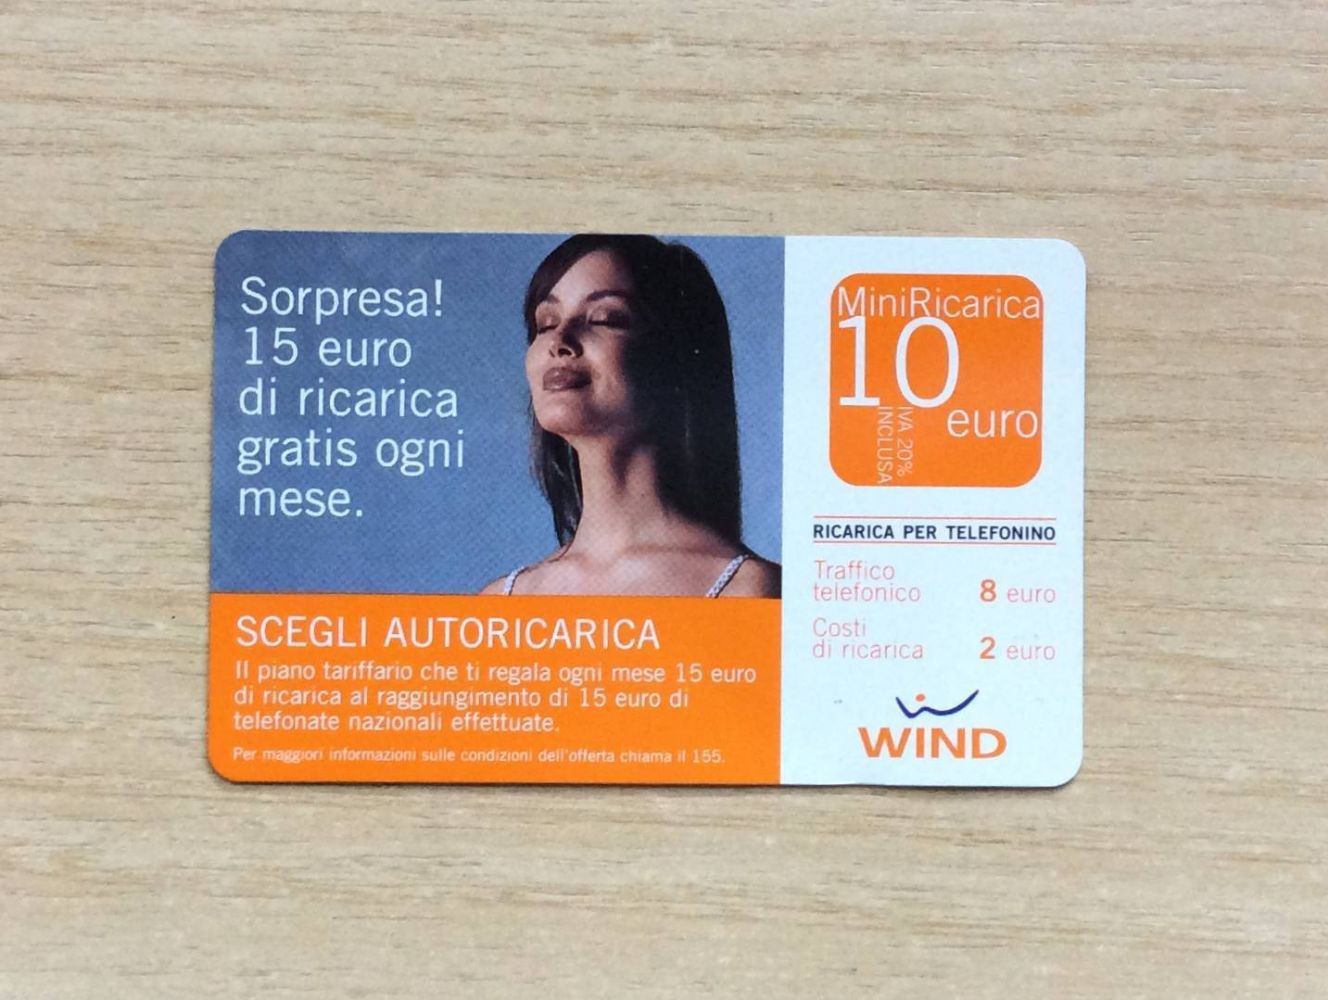 Sorpresa!
15 euro
di ricarica
gratis ogni
mese.
SCEGLI AUTORICARICA
Il piano tariffario che ti regala ogni mese 15 euro
di ricarica al raggiungimento di 15 euro di
telefonate nazionali effettuate.
Per maggiori informazioni sulle condizioni dell'offerta chiama il 155.
MiniRicarica
10
euro
IVA 20%
INCLUSA
RICARICA PER TELEFONINO
Traffico
telefonico 8 euro
Costi
di ricarica 2 euro
WIND